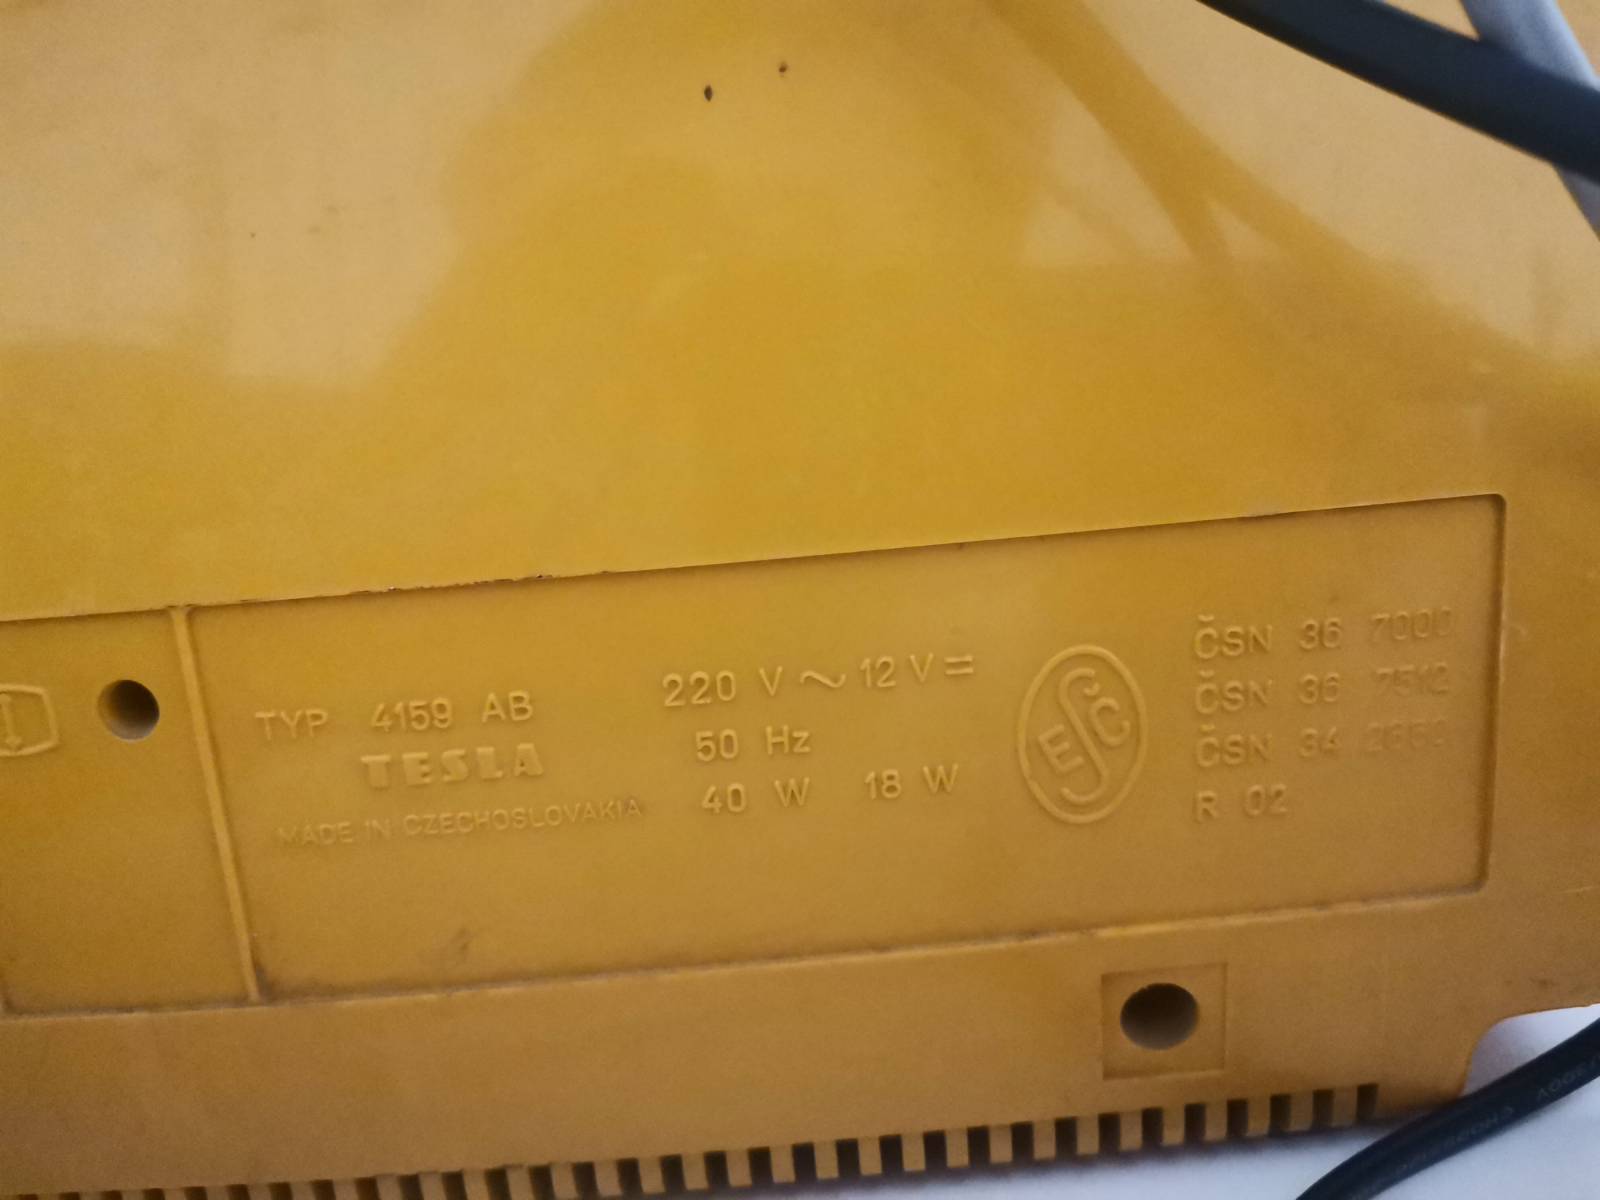 TYP 4159 AB
TESLA
MADE IN CZECHOSLOVAKIA
220 V ~ 12 V =
50 Hz
40 W 18 W
ESČ
ČSN 36 7000
ČSN 36 7512
ČSN 34
R 02